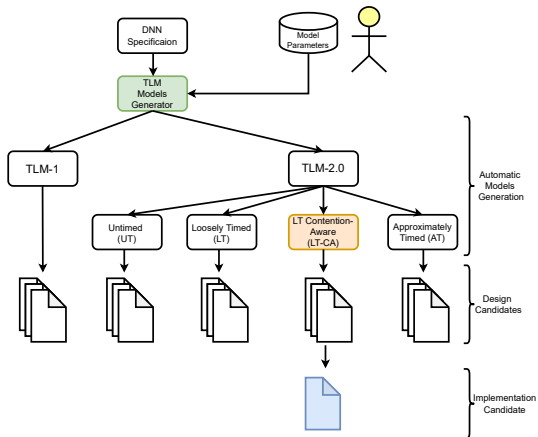 DNN
Specificaion
Model
Parameters
TLM
Models
Generator
TLM-1
TLM-2.0
Automatic
Models
Generation
Untimed
(UT)
Loosely Timed
(LT)
LT Contention-
Aware
(LT-CA)
Approximately
Timed (AT)
Design
Candidates
Implementation
Candidate